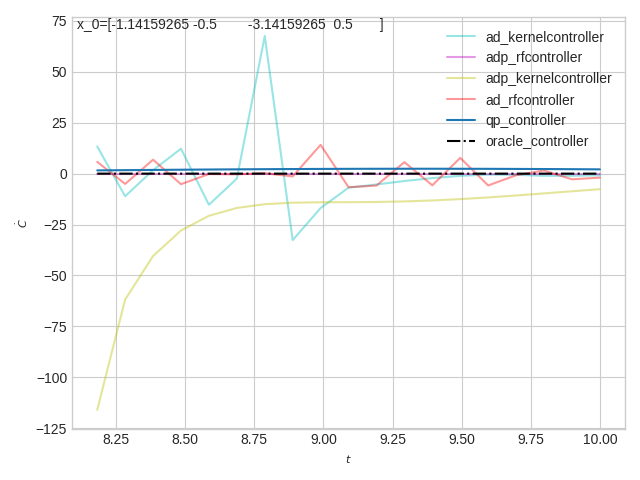 x_0=[-1.14159265 -0.5 -3.14159265 0.5 ]
75
50
25
0
−25
−50
−75
−100
−125
Ċ
ad_kernelcontroller
adp_rfcontroller
adp_kernelcontroller
ad_rfcontroller
qp_controller
oracle_controller
8.25 8.50 8.75 9.00 9.25 9.50 9.75 10.00
t